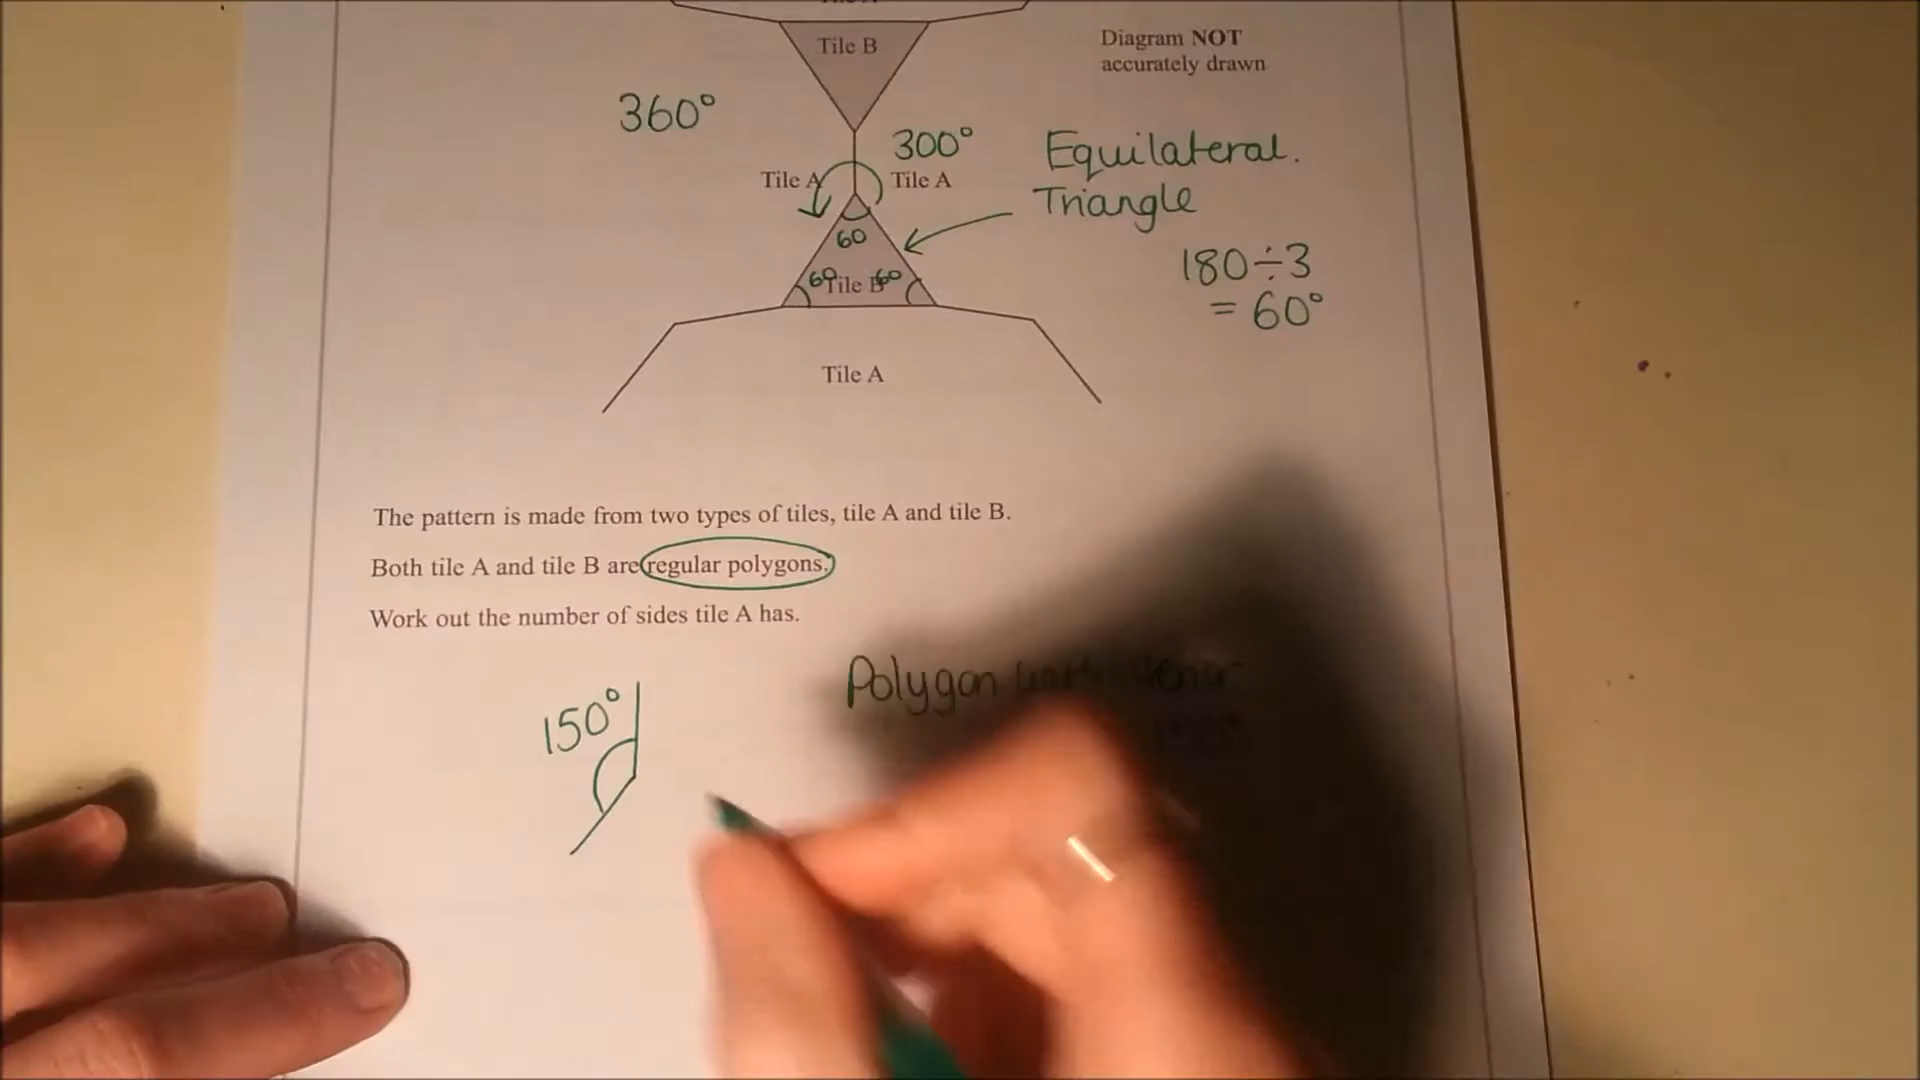 Tile B
Diagram NOT
accurately drawn
360°
300°
Equilateral.
Triangle
Tile A
Tile A
60
180÷3
= 60°
60
Tile B
60
Tile A
The pattern is made from two types of tiles, tile A and tile B.
Both tile A and tile B are regular polygons.
Work out the number of sides tile A has.
150°
Polygon